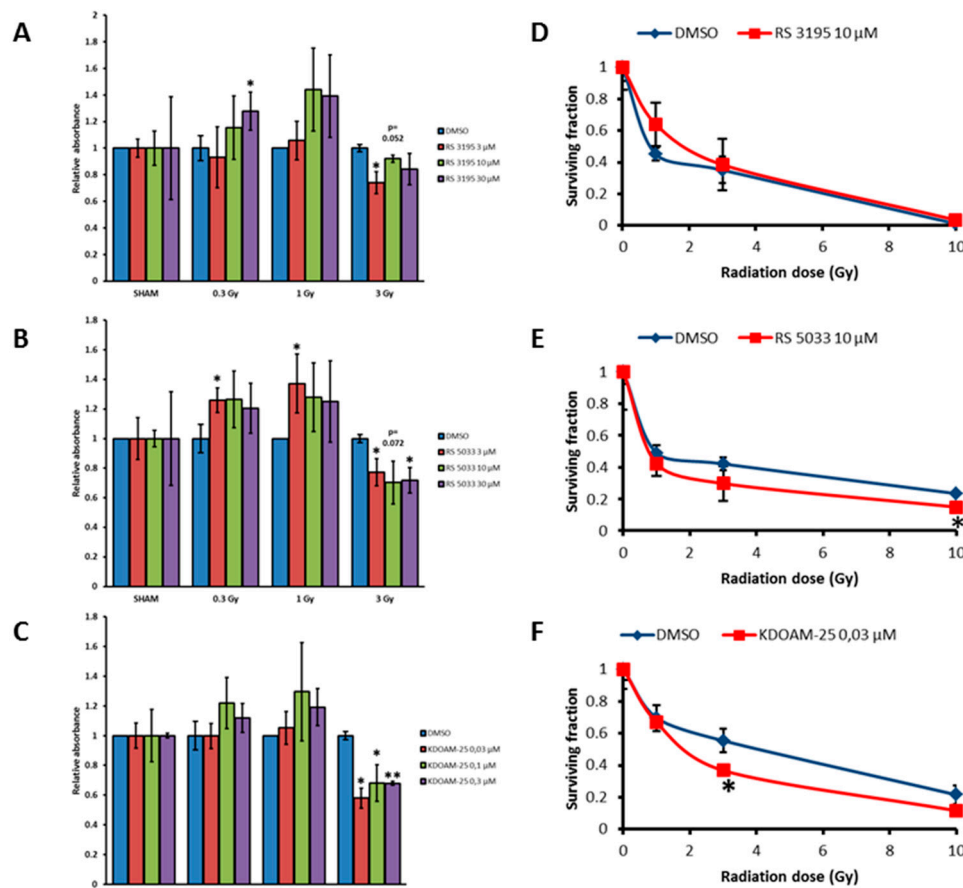 A
Relative absorbance
2
1.8
1.6
1.4
1.2
1
0.8
0.6
0.4
0.2
0
*
*
p=
0.052
DMSO
RS 3195 3 µM
RS 3195 10 µM
RS 3195 30 µM
SHAM
0.3 Gy
1 Gy
3 Gy
B
Relative absorbance
1.8
1.6
1.4
1.2
1
0.8
0.6
0.4
0.2
0
*
*
*
p=
0.072
*
DMSO
RS 5033 3 µM
RS 5033 10 µM
RS 5033 30 µM
SHAM
0.3 Gy
1 Gy
3 Gy
C
Relative absorbance
1.8
1.6
1.4
1.2
1
0.8
0.6
0.4
0.2
0
*
*
**
DMSO
KDOAM-25 0,03 µM
KDOAM-25 0,1 µM
KDOAM-25 0,3 µM
D
DMSO
RS 3195 10 µM
Surviving fraction
1
0.8
0.6
0.4
0.2
0
0 2 4 6 8 10
Radiation dose (Gy)
E
DMSO
RS 5033 10 µM
Surviving fraction
1
0.8
0.6
0.4
0.2
0
*
0 2 4 6 8 10
Radiation dose (Gy)
F
DMSO
KDOAM-25 0,03 µM
Surviving fraction
1
0.8
0.6
0.4
0.2
0
*
0 2 4 6 8 10
Radiation dose (Gy)